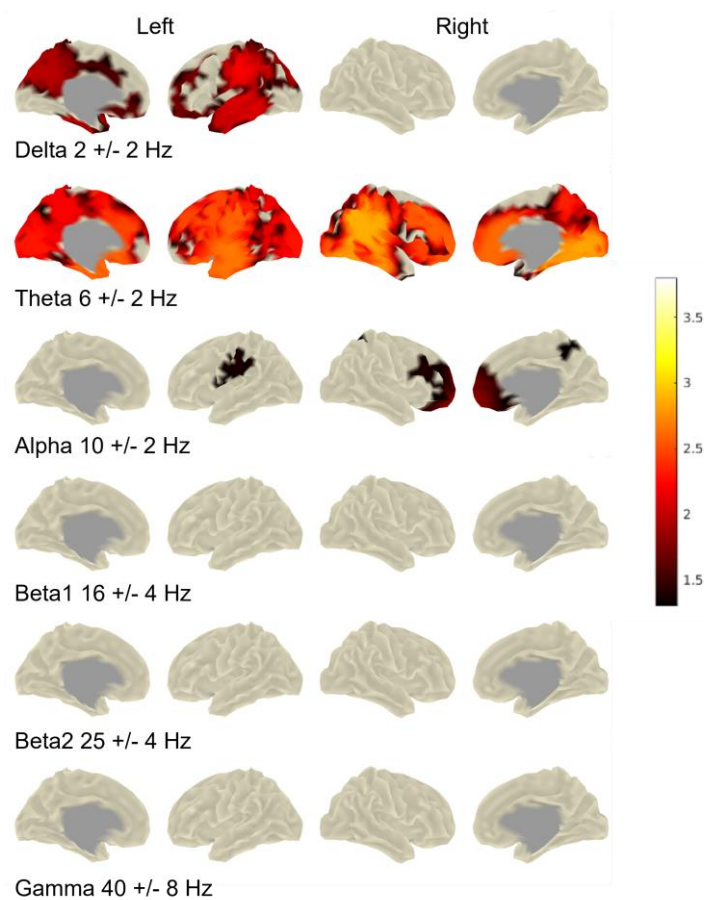 Left Right
Delta 2 +/- 2 Hz
Theta 6 +/- 2 Hz
3.5
3
Alpha 10 +/- 2 Hz
2.5
2
1.5
Beta1 16 +/- 4 Hz
Beta2 25 +/- 4 Hz
Gamma 40 +/- 8 Hz